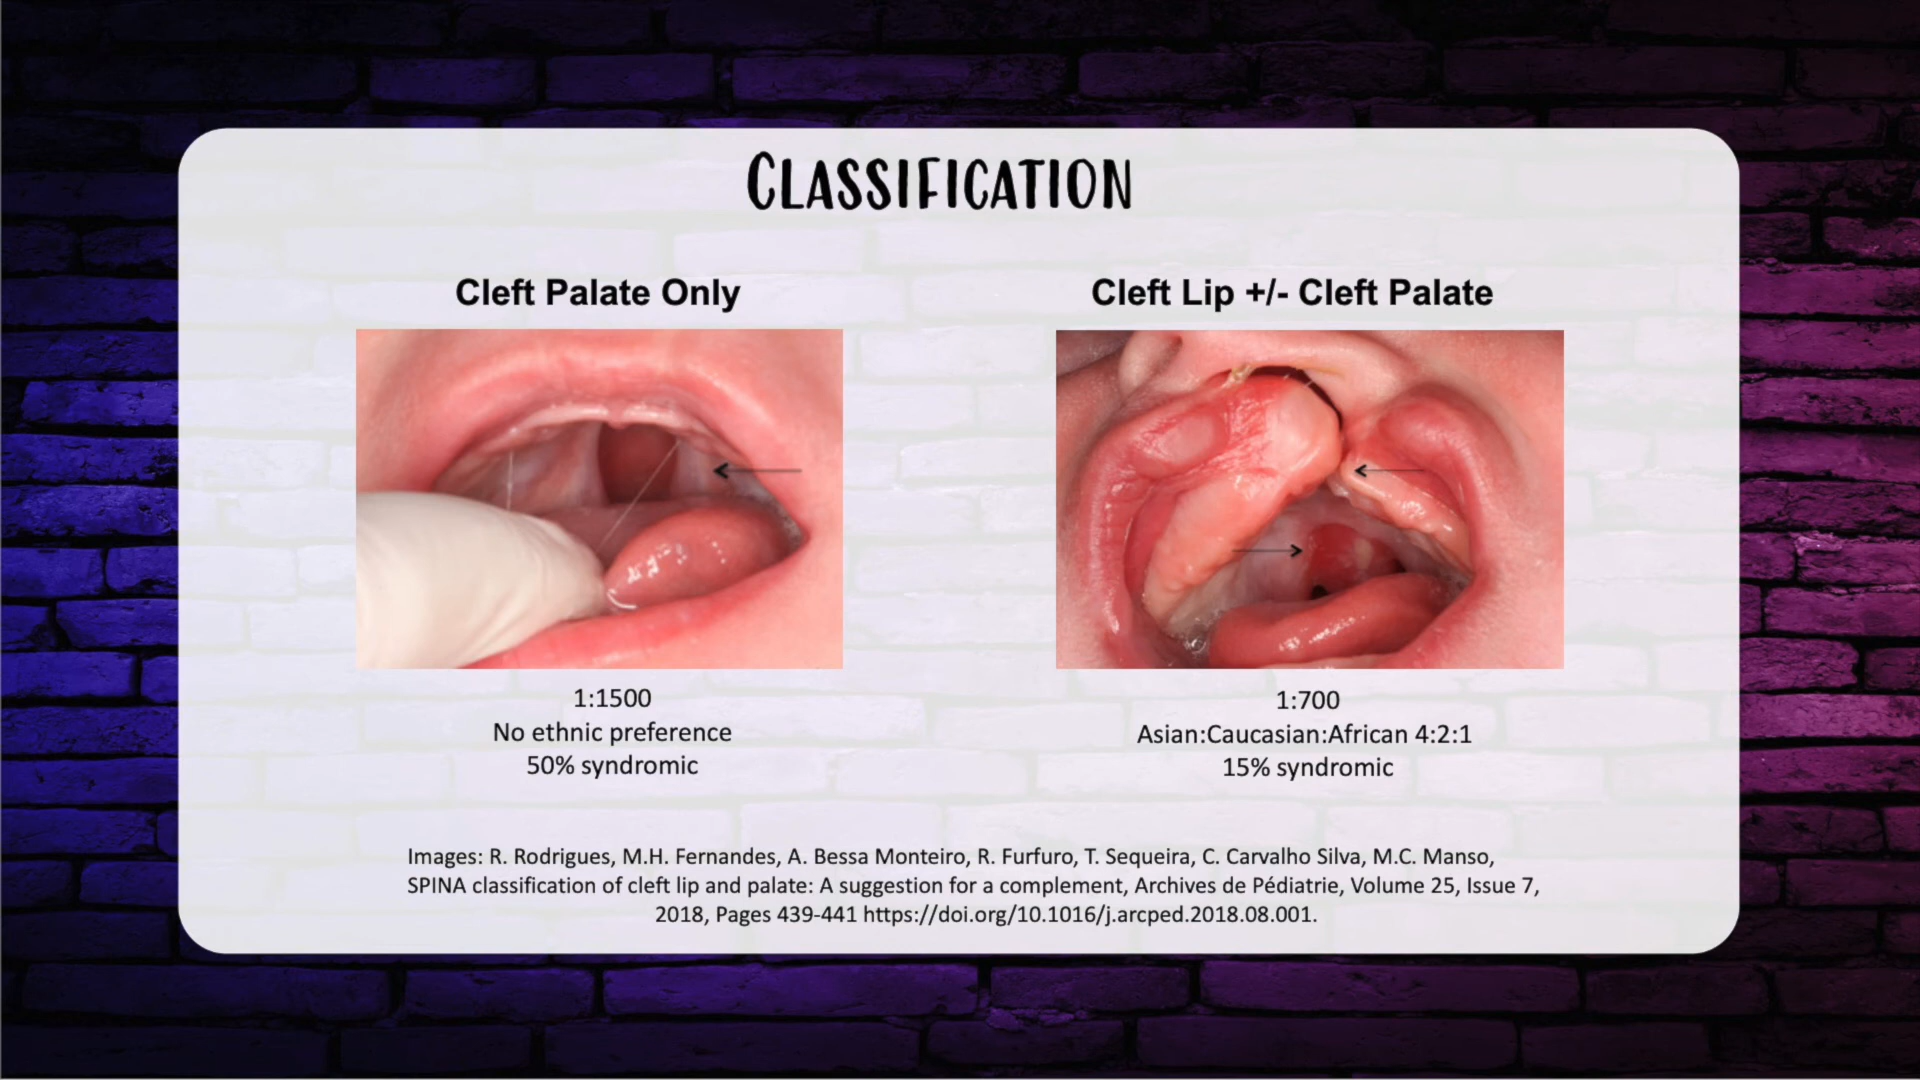 CLASSIFICATION
Cleft Palate Only
Cleft Lip +/- Cleft Palate
1:1500
No ethnic preference
50% syndromic
1:700
Asian:Caucasian:African 4:2:1
15% syndromic
Images: R. Rodrigues, M.H. Fernandes, A. Bessa Monteiro, R. Furfuro, T. Sequeira, C. Carvalho Silva, M.C. Manso,
SPINA classification of cleft lip and palate: A suggestion for a complement, Archives de Pédiatrie, Volume 25, Issue 7,
2018, Pages 439-441 https://doi.org/10.1016/j.arcped.2018.08.001.